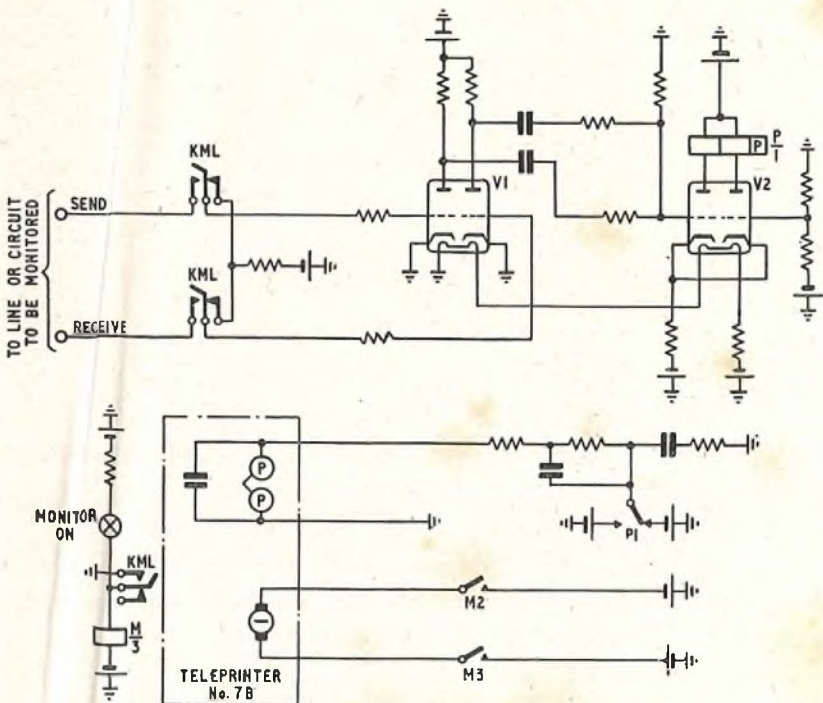 TO LINE OR CIRCUIT
TO BE MONITORED
SEND
KML
V1
P
P
1
V2
KML
RECEIVE
MONITOR
ON
KML
M
3
P
P
P1
M2
M3
TELEPRINTER
No. 7B